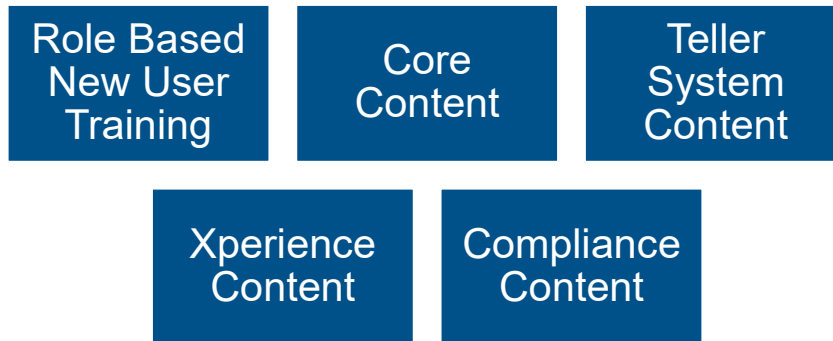 Role Based
New User
Training
Core
Content
Teller
System
Content
Xperience
Content
Compliance
Content